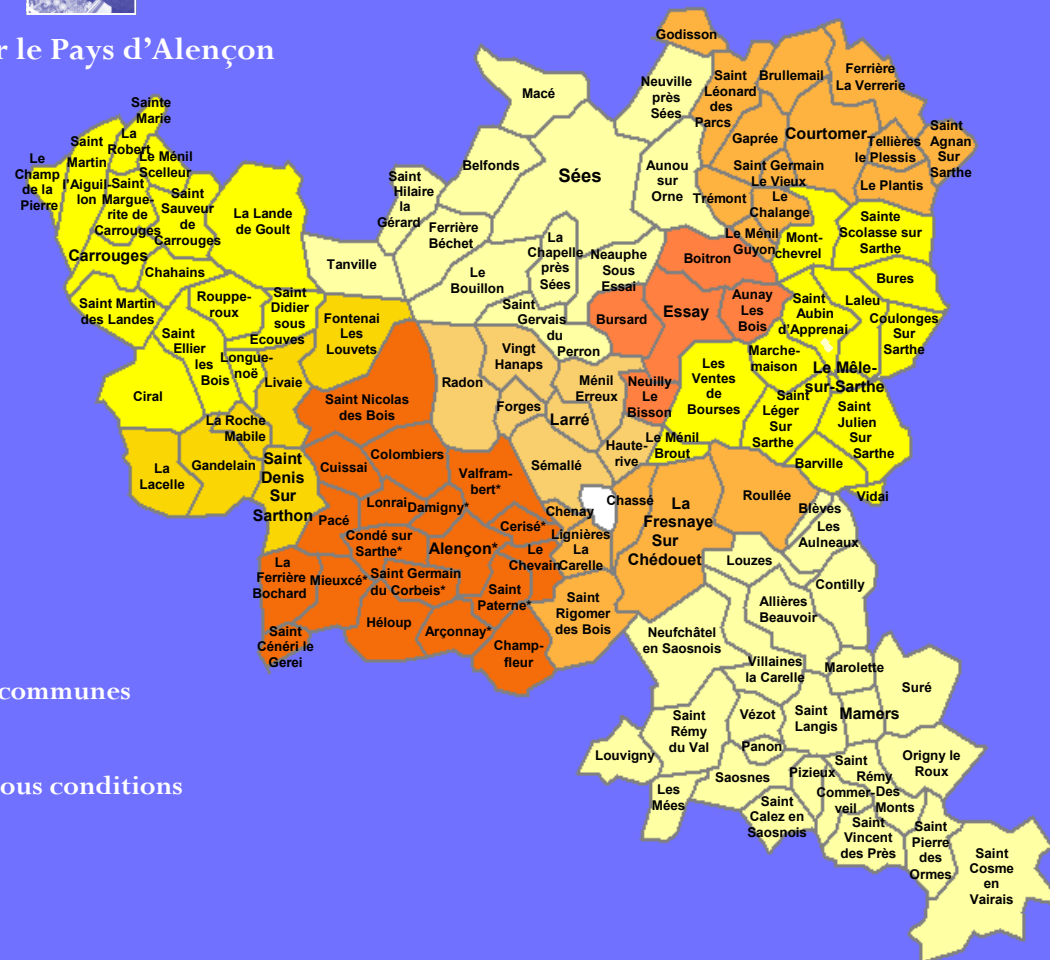 r le Pays d’Alençon
Godisson
Neuville
près
Sées
Saint
Léonard
des
Parcs
Brullemail
Ferrière
La Verrerie
Macé
Gaprée
Courtomer
Tellières
le Plessis
Saint
Agnan
Sur
Sarthe
Saint Germain
Le Vieux
Le Plantis
Trémont
Le
Chalange
Belfonds
Sées
Aunou
sur
Orne
Saint
Hilaire
la
Gérard
Ferrière
Béchet
La
Chapelle
près
Sées
Neauphe
Sous
Essai
Le
Bouillon
Saint
Gervais
du
Perron
Tanville
Sainte
Marie
La
Robert
Le Ménil
Scelleur
Le
Champ
de la
Pierre
Saint
Martin
l'Aiguil-
lon
Saint
Margue-
rite de
Carrouges
Saint
Sauveur
de
Carrouges
La Lande
de Goult
Carrouges
Chahains
Saint Martin
des Landes
Rouppe-
roux
Saint
Didier
sous
Ecouves
Saint
Ellier
les
Bois
Longue-
noë
Ciral
Fontenai
Les
Louvets
Livaie
La Roche
Mabile
La
Lacelle
Gandelain
Saint
Denis
Sur
Sarthon
Le Ménil
Guyon
Boitron
Essay
Bursard
Aunay
Les
Bois
Neuilly
Le
Bisson
Mont-
chevrel
Sainte
Scolasse sur
Sarthe
Bures
Saint
Aubin
d’Apprenai
Laleu
Coulonges
Sur
Sarthe
Marche-
maison
Le Mêle-
sur-Sarthe
Les
Ventes
de
Bourses
Saint
Léger
Sur
Sarthe
Saint
Julien
Sur
Sarthe
Le Ménil
Brout
Barville
Vidai
Radon
Vingt
Hanaps
Forges
Ménil
Erreux
Larré
Haute-
rive
Sémallé
Saint Nicolas
des Bois
Cuissai
Colombiers
Valfram-
bert*
Lonrai
Damigny*
Pacé
Condé sur
Sarthe*
Alençon*
Cerisé*
Le
Chevain
La
Ferrière
Bochard
Mieuxcé*
Saint Germain
du Corbeis*
Saint
Paterne*
Héloup
Arçonnay*
Champ-
fleur
Saint
Cénéri le
Gerei
Chenay
Chassé
Lignières
La
Carelle
La
Fresnaye
Sur
Chédouet
Roullée
Saint
Rigomer
des Bois
Blèves
Les
Aulneaux
Louzes
Contilly
Allières
Beauvoir
Neufchâtel
en Saosnois
Villaines
la Carelle
Marolette
Suré
Saint
Rémy
du Val
Vézot
Saint
Langis
Mamers
Panon
Louvigny
Origny le
Roux
Saosnes
Pizieux
Saint
Rémy
Des
Monts
Commer-
veil
Les
Mées
Saint
Calez en
Saosnois
Saint
Vincent
des Près
Saint
Pierre
des
Ormes
Saint
Cosme
en
Vairais
communes
ous conditions